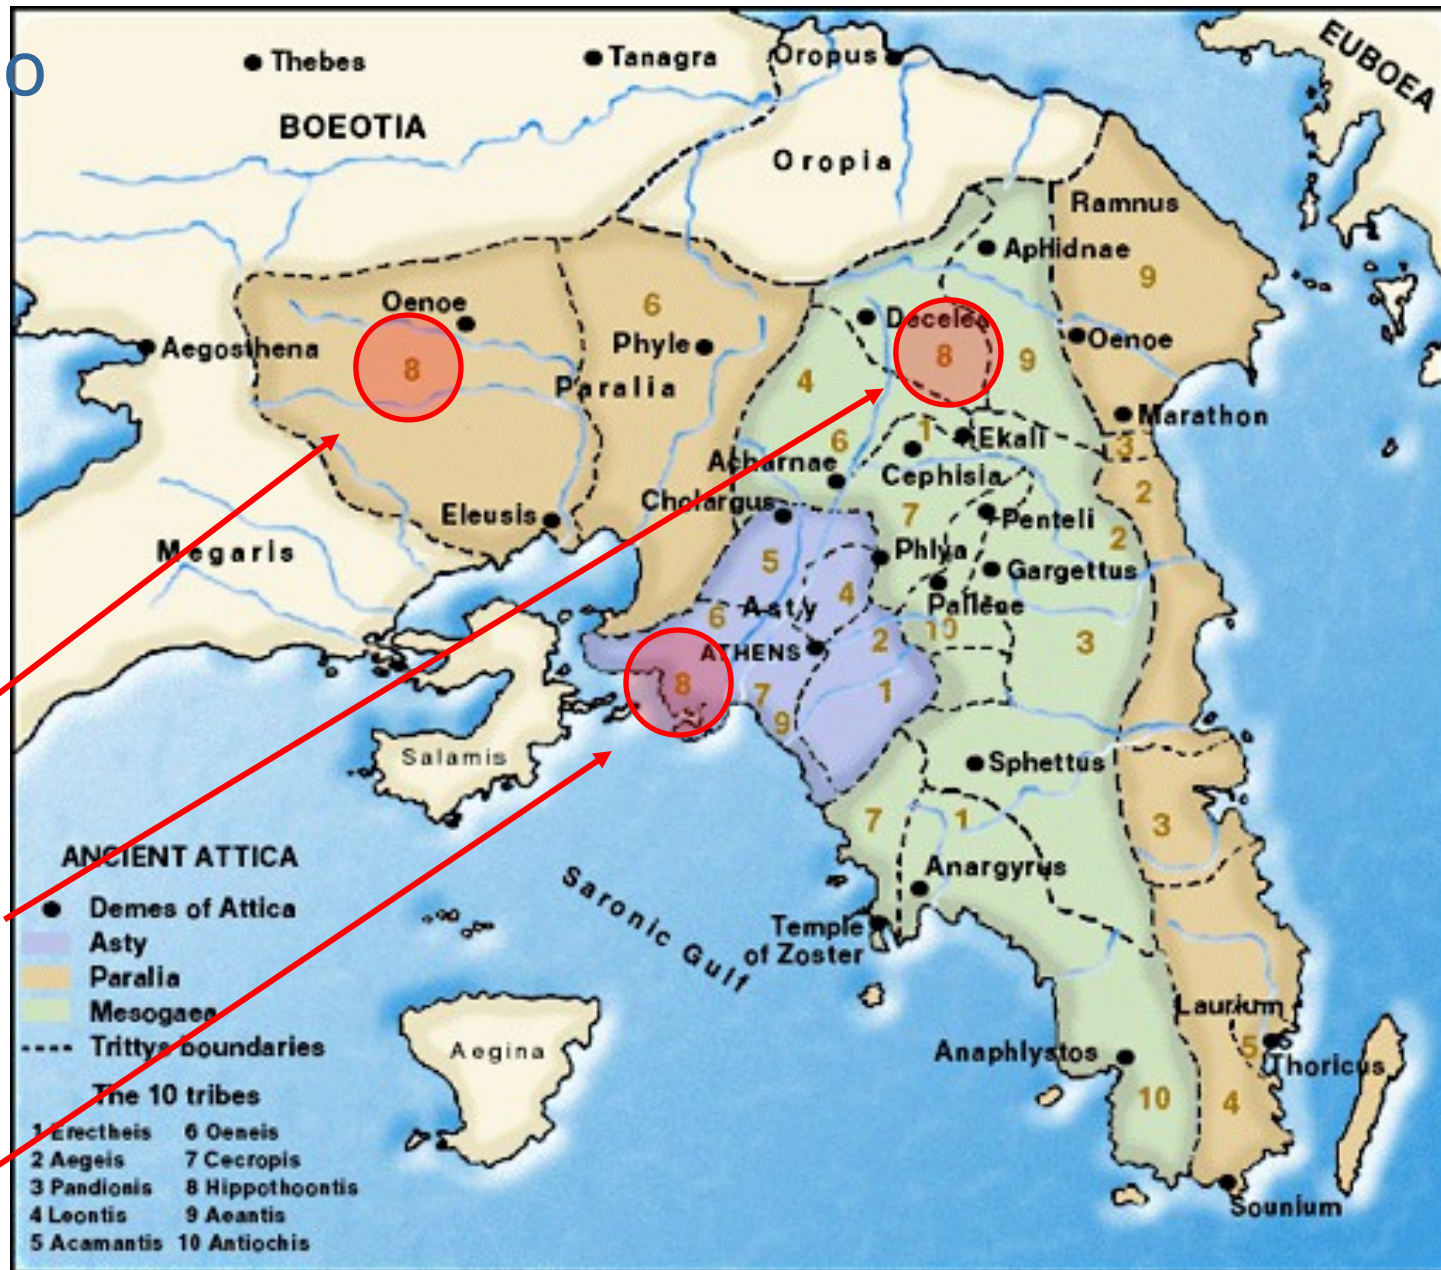 o
Thebes
Tanagra
Oropus
EUBOEA
BOEOTIA
Oropia
Ramnus
Aphidnae
9
Oenoe
6
Decelea
Aegosthena
8
Phyle
Paralia
4
8
9
Oenoe
Marathon
6
1
Ekali
3
Acharnae
Cephisia
2
Cholargus
7
Penteli
2
Eleusis
Megaris
5
Phlya
Gargettus
4
Pallene
6
Asty
10
ATHENS
2
3
8
7
1
9
Salamis
Sphettus
7
1
3
Anargyrus
Saronic Gulf
Temple
of Zoster
Laurium
Aegina
Anaphlystos
5
Thoricus
10
4
Sounium
ANCIENT ATTICA
Demes of Attica
Asty
Paralia
Mesogaea
Trittys boundaries
The 10 tribes
1 Erectheis 6 Oeneis
2 Aegeis 7 Cecropis
3 Pandionis 8 Hippothoontis
4 Leontis 9 Aeantis
5 Acamantis 10 Antiochis